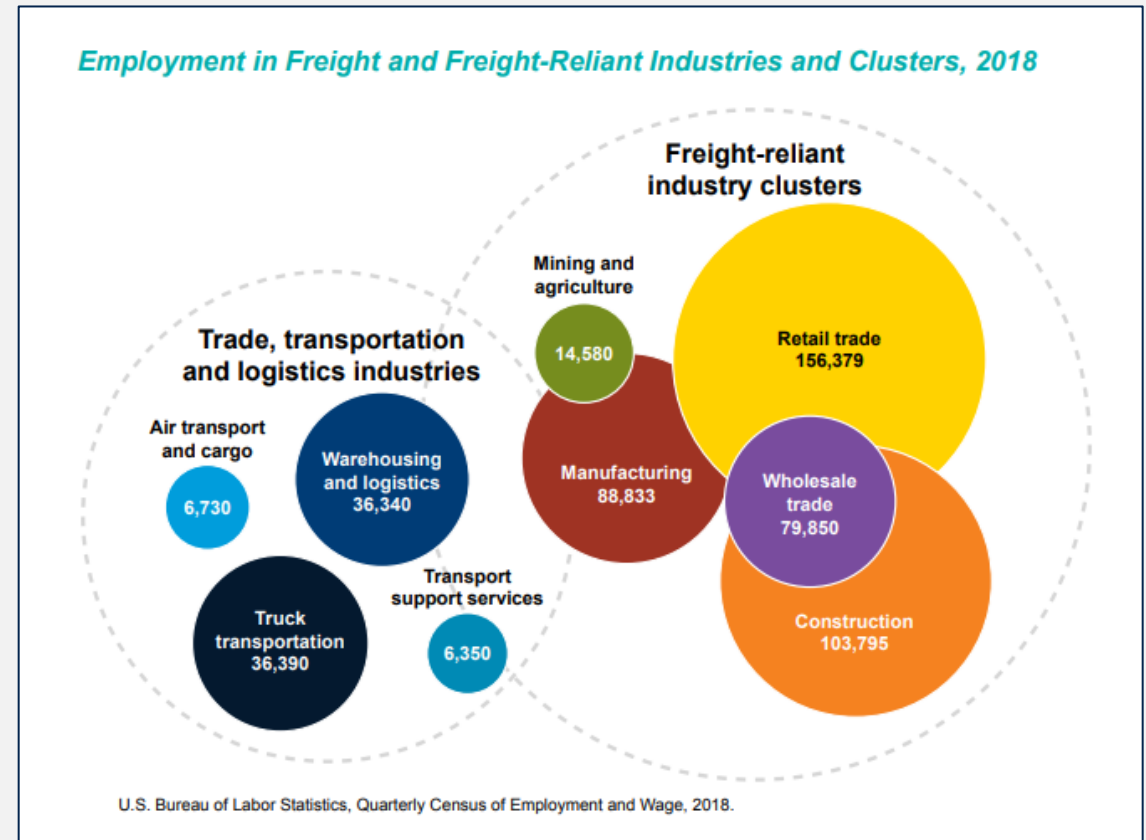 Employment in Freight and Freight-Reliant Industries and Clusters, 2018
Freight-reliant
industry clusters
Mining and
agriculture
14,580
Retail trade
156,379
Trade, transportation
and logistics industries
Air transport
and cargo
6,730
Warehousing
and logistics
36,340
Manufacturing
88,833
Wholesale
trade
79,850
Transport
support services
6,350
Truck
transportation
36,390
Construction
103,795
U.S. Bureau of Labor Statistics, Quarterly Census of Employment and Wage, 2018.